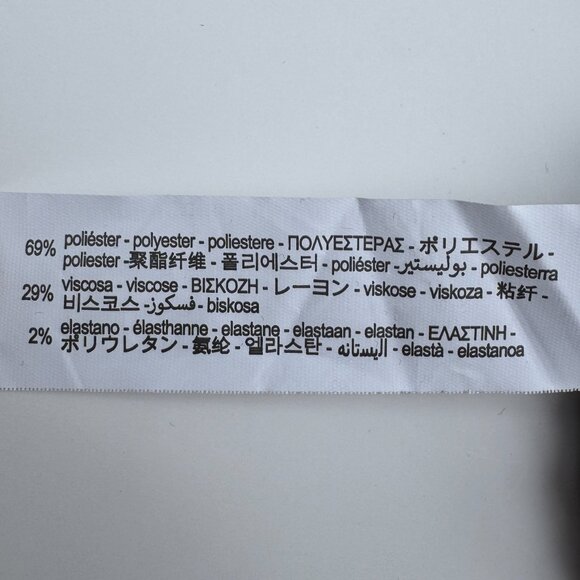 69% poliéster - polyester - poliestere - ΠΟΛΥΕΣΤΕΡΑΣ - ポリエステル -
poliester -聚酯纤维 - 폴리에스터 - poliéster - بوليستير - poliesterra
29% viscosa - viscose - ΒΙΣΚΟΖΗ - レーヨン - viskose - viskoza - 粘纤 -
비스코스 -فسكوز - biskosa
2% elastano - élasthanne - elastane - elastaan - elastan - ΕΛΑΣΤΙΝΗ -
ポリウレタン - 氨纶 - 엘라스탄 - اليستانه - elastà - elastanoa